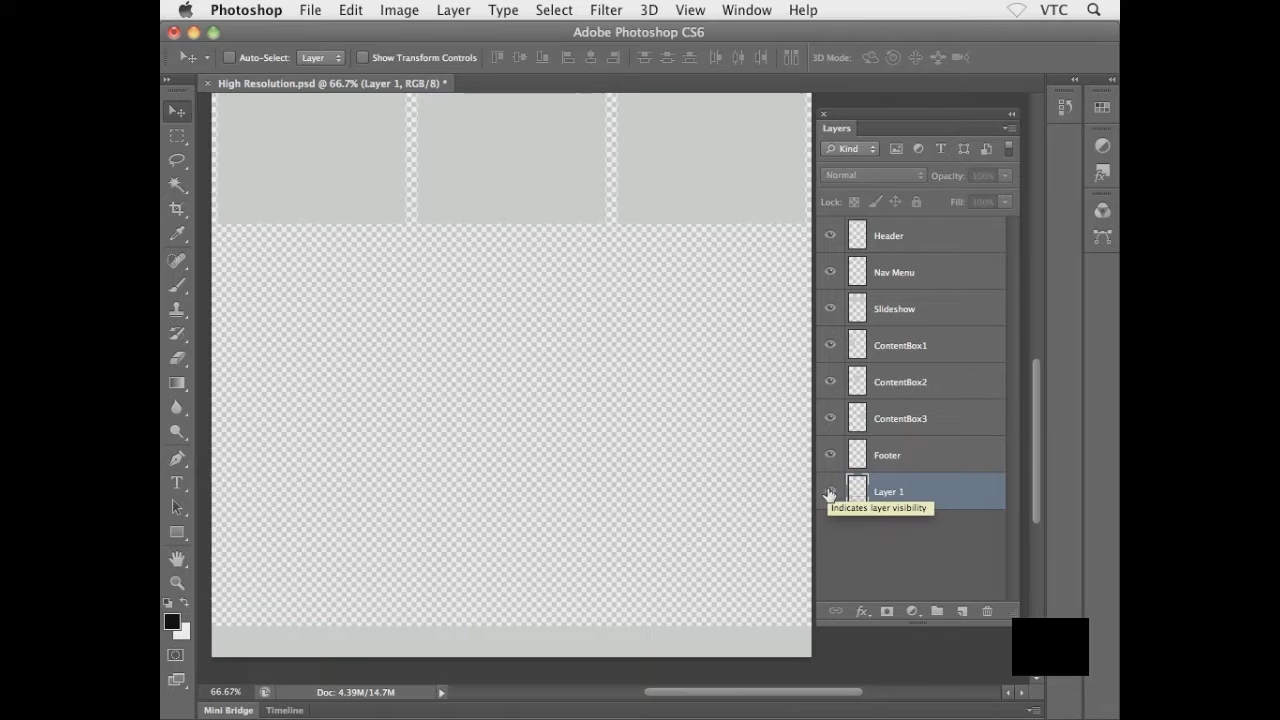 Photoshop File Edit Image Layer Type Select Filter 3D View Window Help VTC
Adobe Photoshop CS6
Auto-Select: Layer Show Transform Controls 3D Mode:
High Resolution.psd @ 66.7% (Layer 1, RGB/8) *
Layers
Kind
Normal Opacity: 100%
Lock: Fill: 100%
Header
Nav Menu
Slideshow
ContentBox1
ContentBox2
ContentBox3
Footer
Layer 1
Indicates layer visibility
66.67% Doc: 4.39M/14.7M
Mini Bridge Timeline